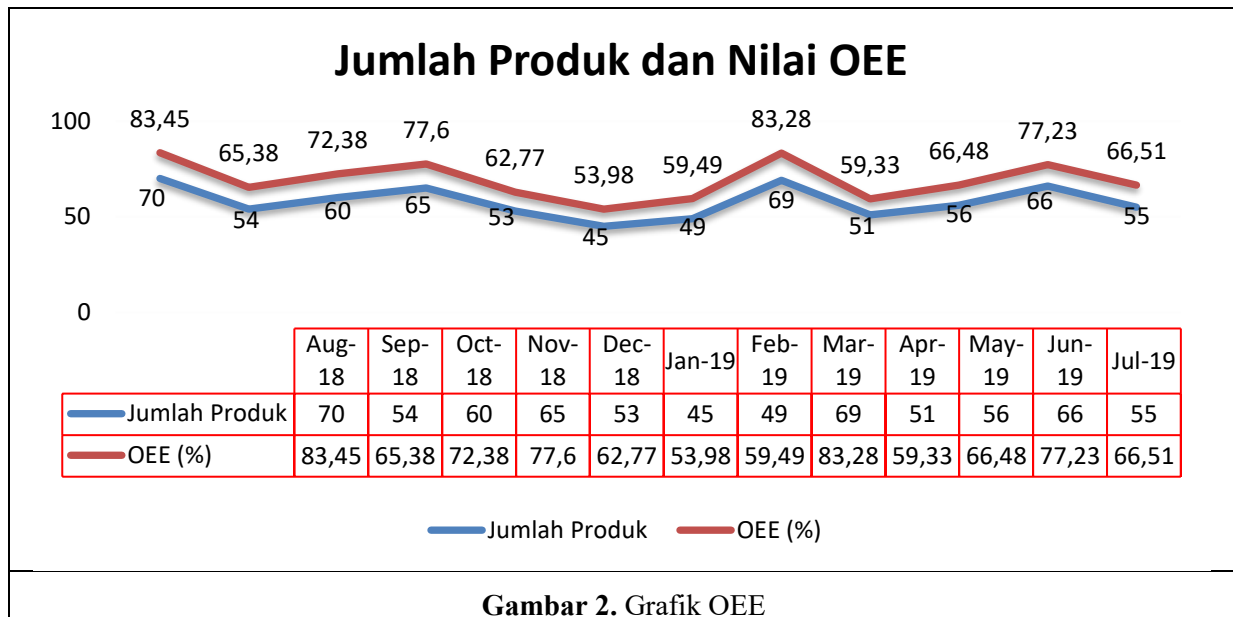 Jumlah Produk dan Nilai OEE
100
50
0
83,45 65,38 72,38 77,6 62,77 53,98 59,49 83,28 59,33 66,48 77,23 66,51
70 54 60 65 53 45 49 69 51 56 66 55
Aug-18 Sep-18 Oct-18 Nov-18 Dec-18 Jan-19 Feb-19 Mar-19 Apr-19 May-19 Jun-19 Jul-19
Jumlah Produk 70 54 60 65 53 45 49 69 51 56 66 55
OEE (%) 83,45 65,38 72,38 77,6 62,77 53,98 59,49 83,28 59,33 66,48 77,23 66,51
Jumlah Produk OEE (%)
Gambar 2. Grafik OEE